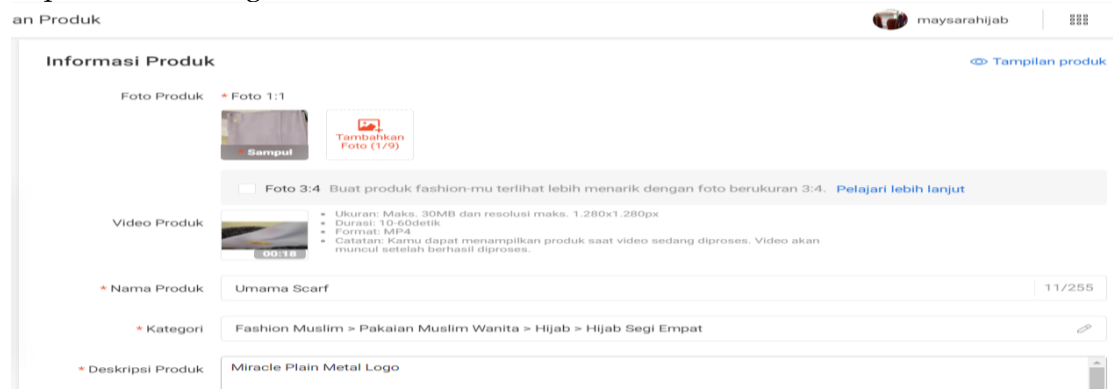 an Produk
maysarahijab
Informasi Produk
Tampilan produk
Foto Produk
* Foto 1:1
* Sampul
Tambahkan
Foto (1/9)
Foto 3:4 Buat produk fashion-mu terlihat lebih menarik dengan foto berukuran 3:4. Pelajari lebih lanjut
Video Produk
00:16
• Ukuran: Maks. 30MB dan resolusi maks. 1.280x1.280px
• Durasi: 10-60detik
• Format: MP4
• Catatan: Kamu dapat menampilkan produk saat video sedang diproses. Video akan
muncul setelah berhasil diproses.
* Nama Produk
Umama Scarf
11/255
* Kategori
Fashion Muslim > Pakaian Muslim Wanita > Hijab > Hijab Segi Empat
* Deskripsi Produk
Miracle Plain Metal Logo